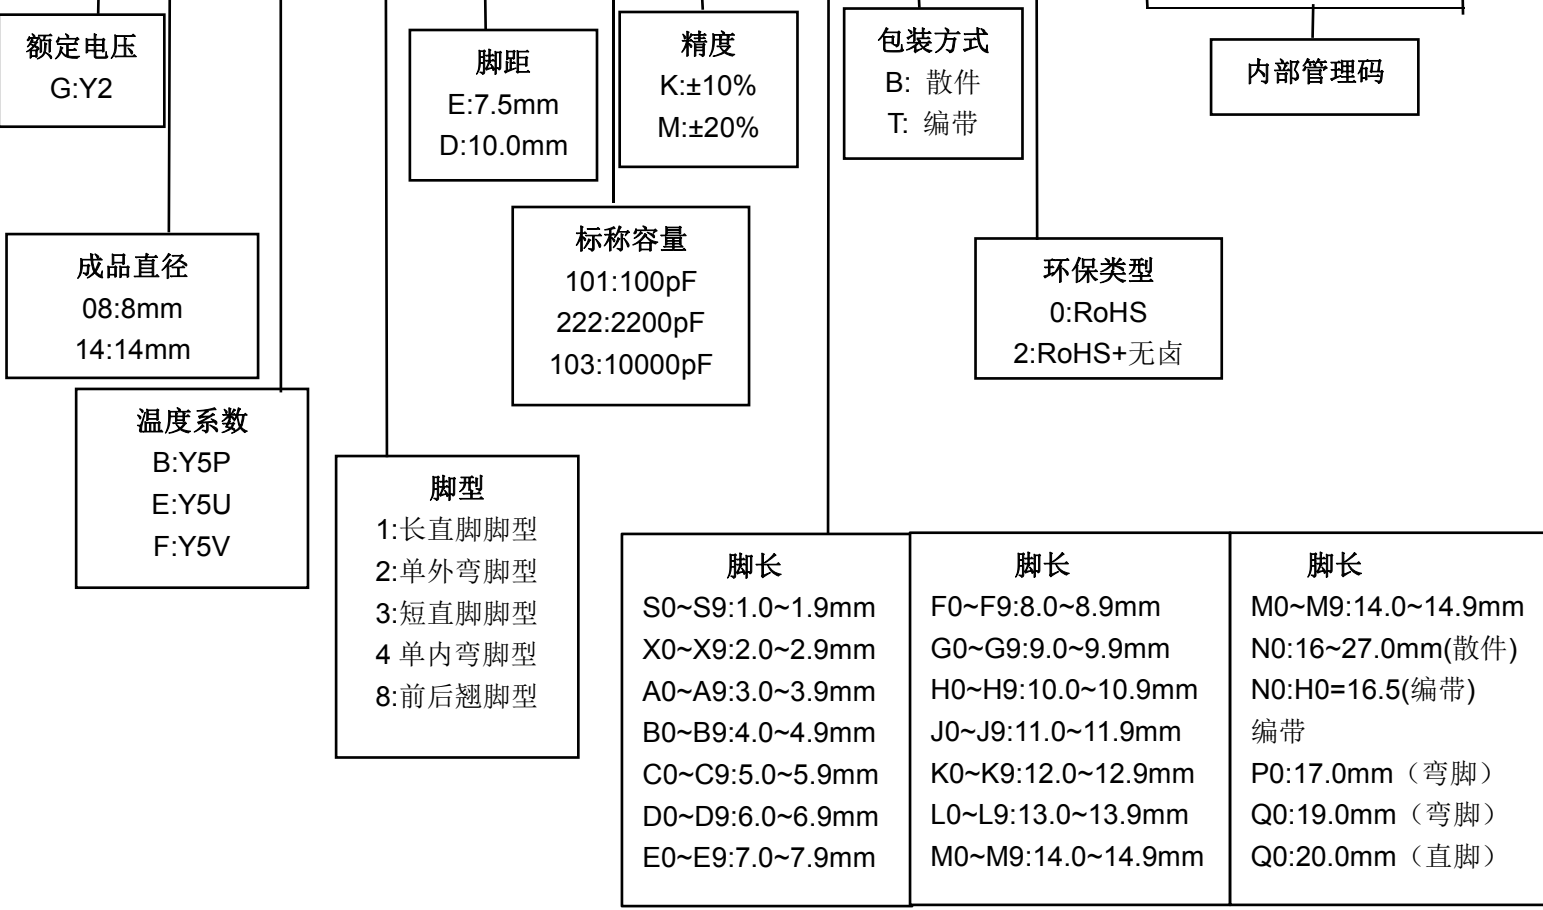 额定电压
G:Y2
脚距
E:7.5mm
D:10.0mm
精度
K:±10%
M:±20%
包装方式
B: 散件
T: 编带
内部管理码
成品直径
08:8mm
14:14mm
标称容量
101:100pF
222:2200pF
103:10000pF
环保类型
0:RoHS
2:RoHS+无卤
温度系数
B:Y5P
E:Y5U
F:Y5V
脚型
1:长直脚脚型
2:单外弯脚型
3:短直脚脚型
4 单内弯脚型
8:前后翘脚型
脚长
S0~S9:1.0~1.9mm
X0~X9:2.0~2.9mm
A0~A9:3.0~3.9mm
B0~B9:4.0~4.9mm
C0~C9:5.0~5.9mm
D0~D9:6.0~6.9mm
E0~E9:7.0~7.9mm
脚长
F0~F9:8.0~8.9mm
G0~G9:9.0~9.9mm
H0~H9:10.0~10.9mm
J0~J9:11.0~11.9mm
K0~K9:12.0~12.9mm
L0~L9:13.0~13.9mm
M0~M9:14.0~14.9mm
脚长
M0~M9:14.0~14.9mm
N0:16~27.0mm(散件)
N0:H0=16.5(编带)
编带
P0:17.0mm（弯脚）
Q0:19.0mm（弯脚）
Q0:20.0mm（直脚）